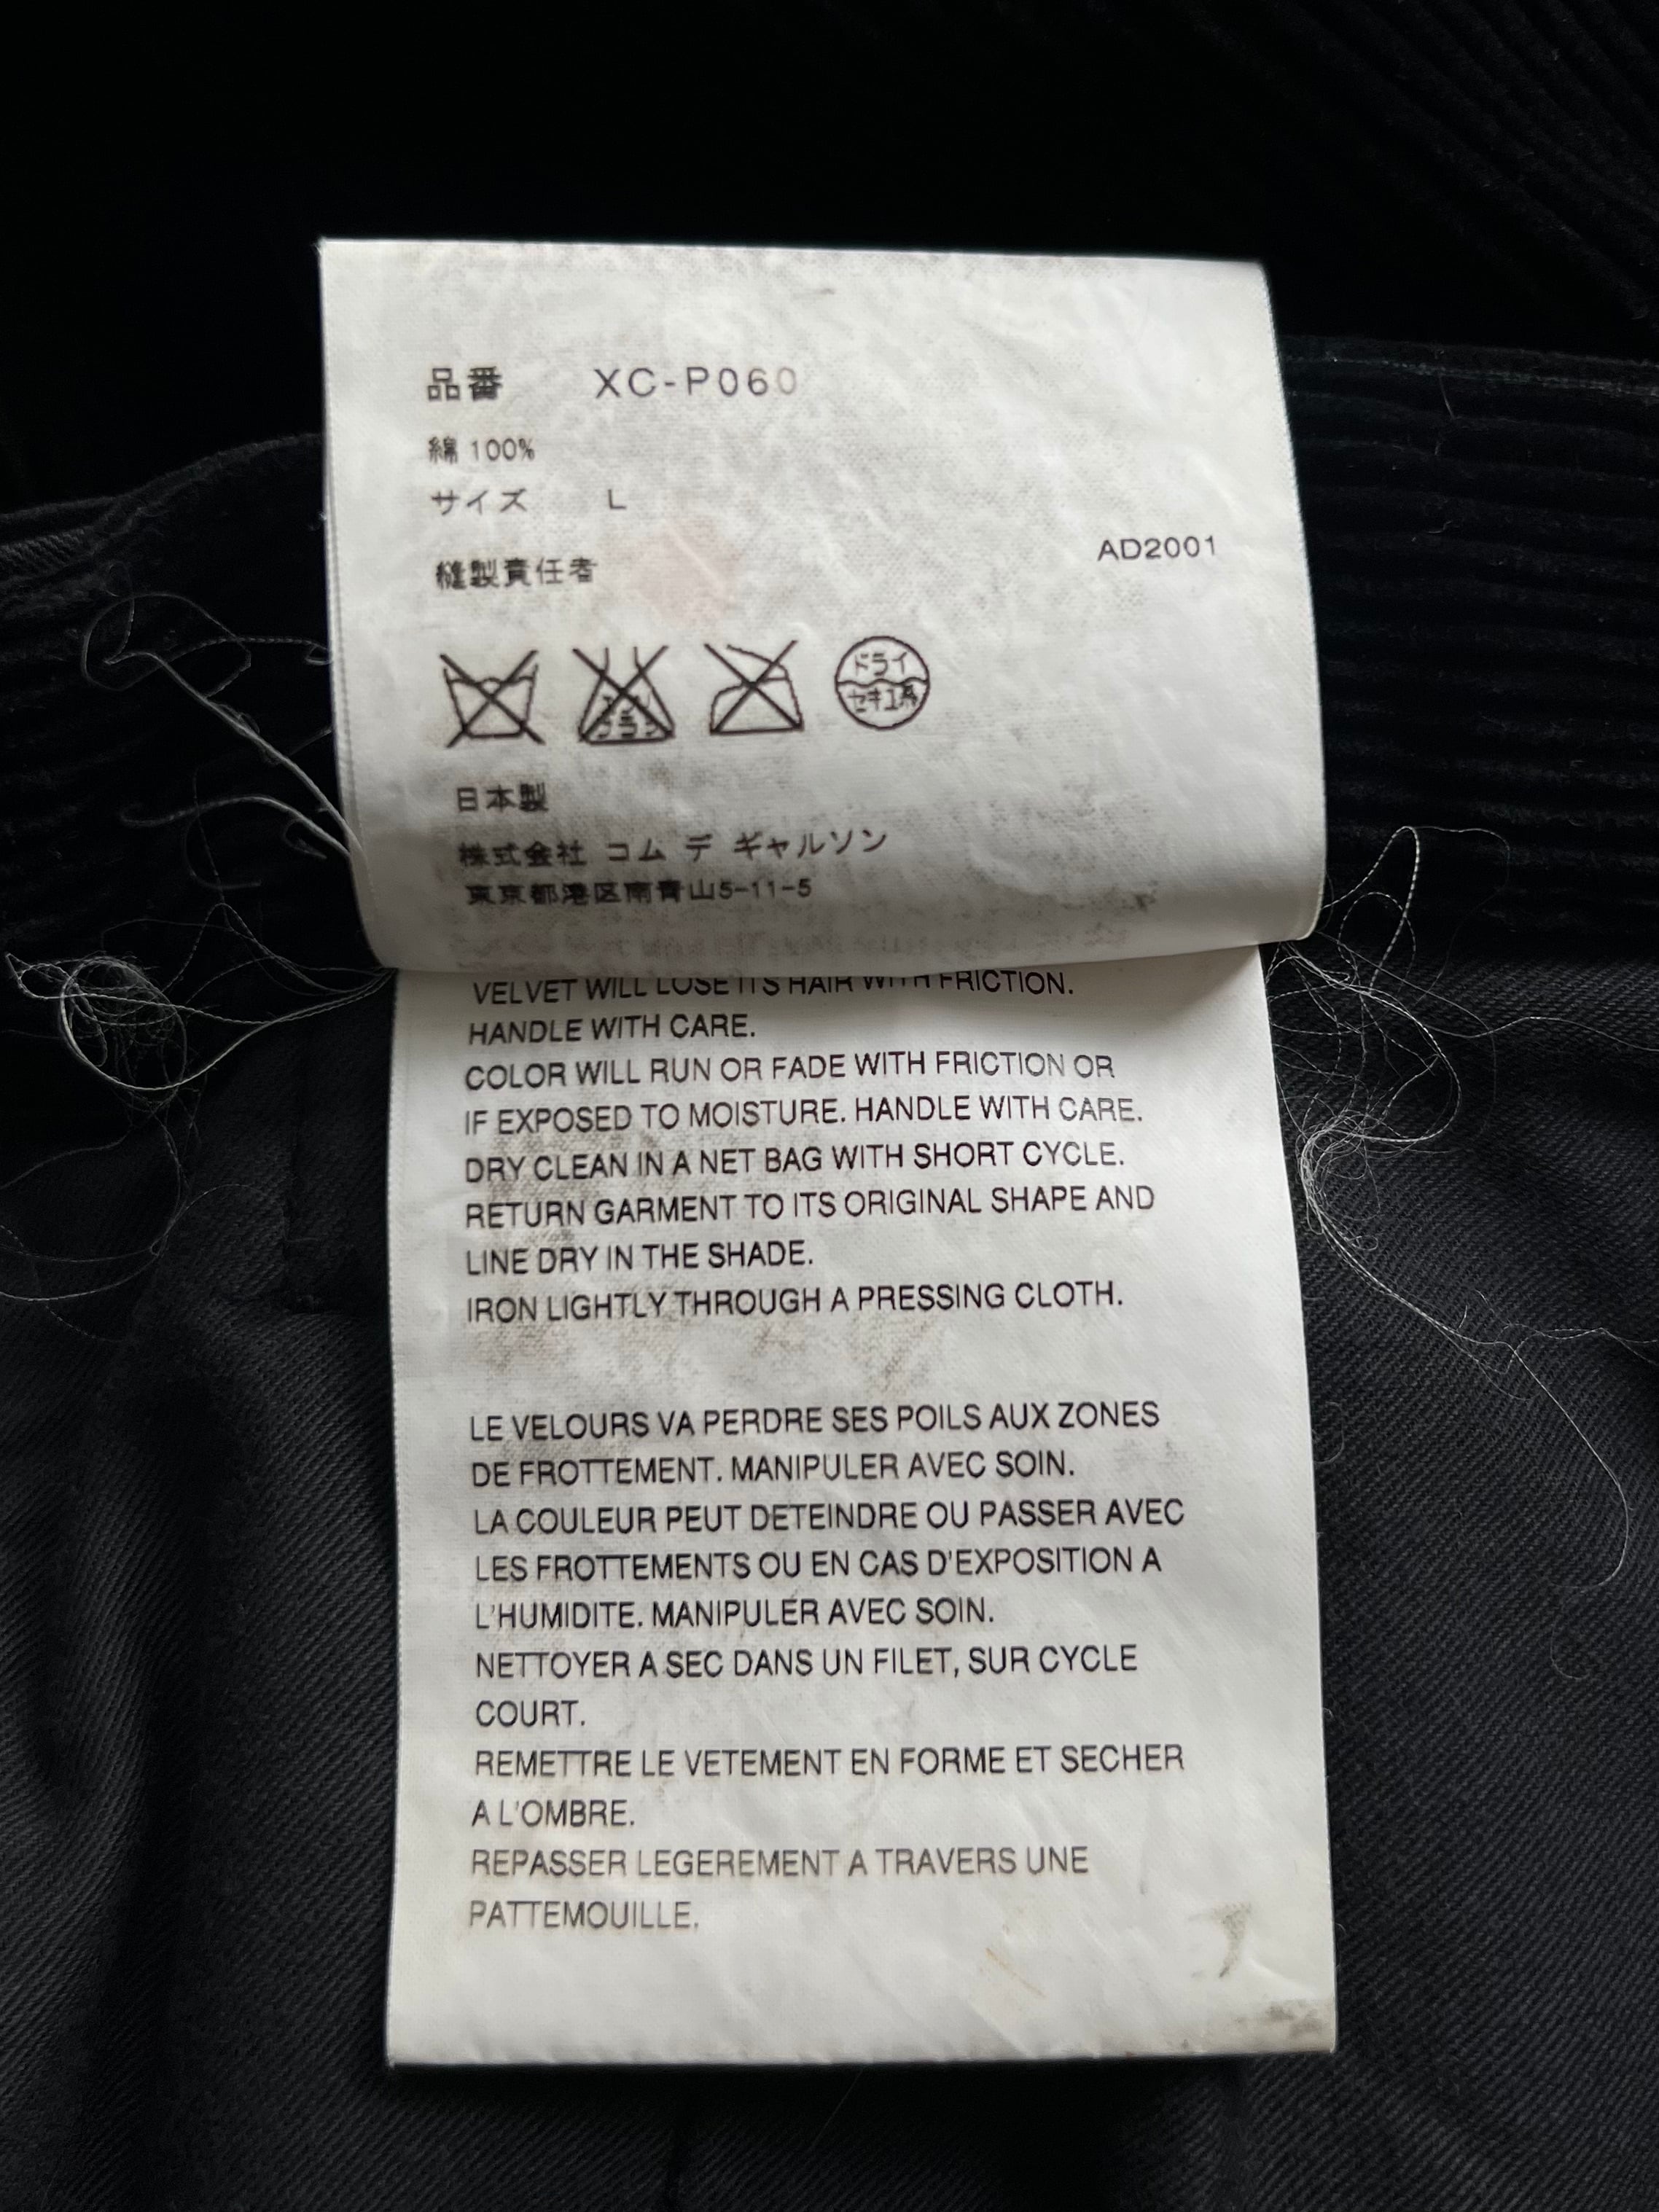 品番 XC-P060
綿 100%
サイズ L
AD2001
縫製責任者
ドライ
セキユ系
日本製
株式会社 コム デ ギャルソン
東京都港区南青山5-11-5
VELVET WILL LOSE ITS HAIR WITH FRICTION.
HANDLE WITH CARE.
COLOR WILL RUN OR FADE WITH FRICTION OR
IF EXPOSED TO MOISTURE. HANDLE WITH CARE.
DRY CLEAN IN A NET BAG WITH SHORT CYCLE.
RETURN GARMENT TO ITS ORIGINAL SHAPE AND
LINE DRY IN THE SHADE.
IRON LIGHTLY THROUGH A PRESSING CLOTH.
LE VELOURS VA PERDRE SES POILS AUX ZONES
DE FROTTEMENT. MANIPULER AVEC SOIN.
LA COULEUR PEUT DETEINDRE OU PASSER AVEC
LES FROTTEMENTS OU EN CAS D'EXPOSITION A
L'HUMIDITE. MANIPULER AVEC SOIN.
NETTOYER A SEC DANS UN FILET, SUR CYCLE
COURT.
REMETTRE LE VETEMENT EN FORME ET SECHER
A L'OMBRE.
REPASSER LEGEREMENT A TRAVERS UNE
PATTEMOUILLE.